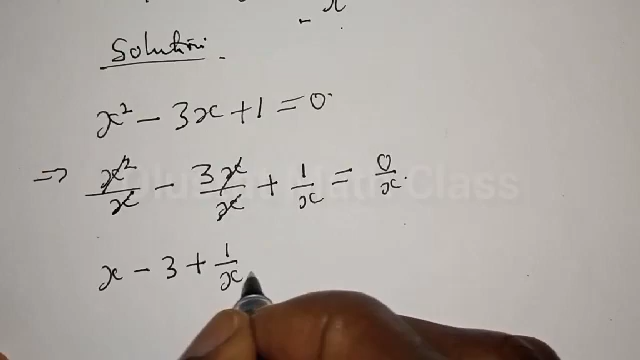 - x
Solution.
x² - 3x + 1 = 0.
⇒ x²/x - 3x/x + 1/x = 0/x.
x - 3 + 1/x